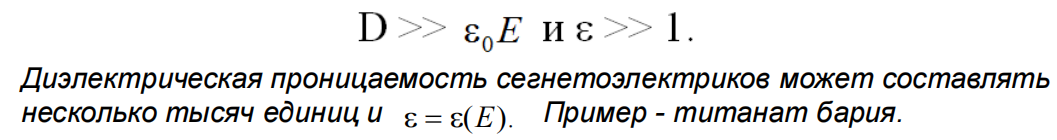 D >> ε₀E и ε >> 1.
Диэлектрическая проницаемость сегнетоэлектриков может составлять
несколько тысяч единиц и ε = ε(E). Пример - титанат бария.